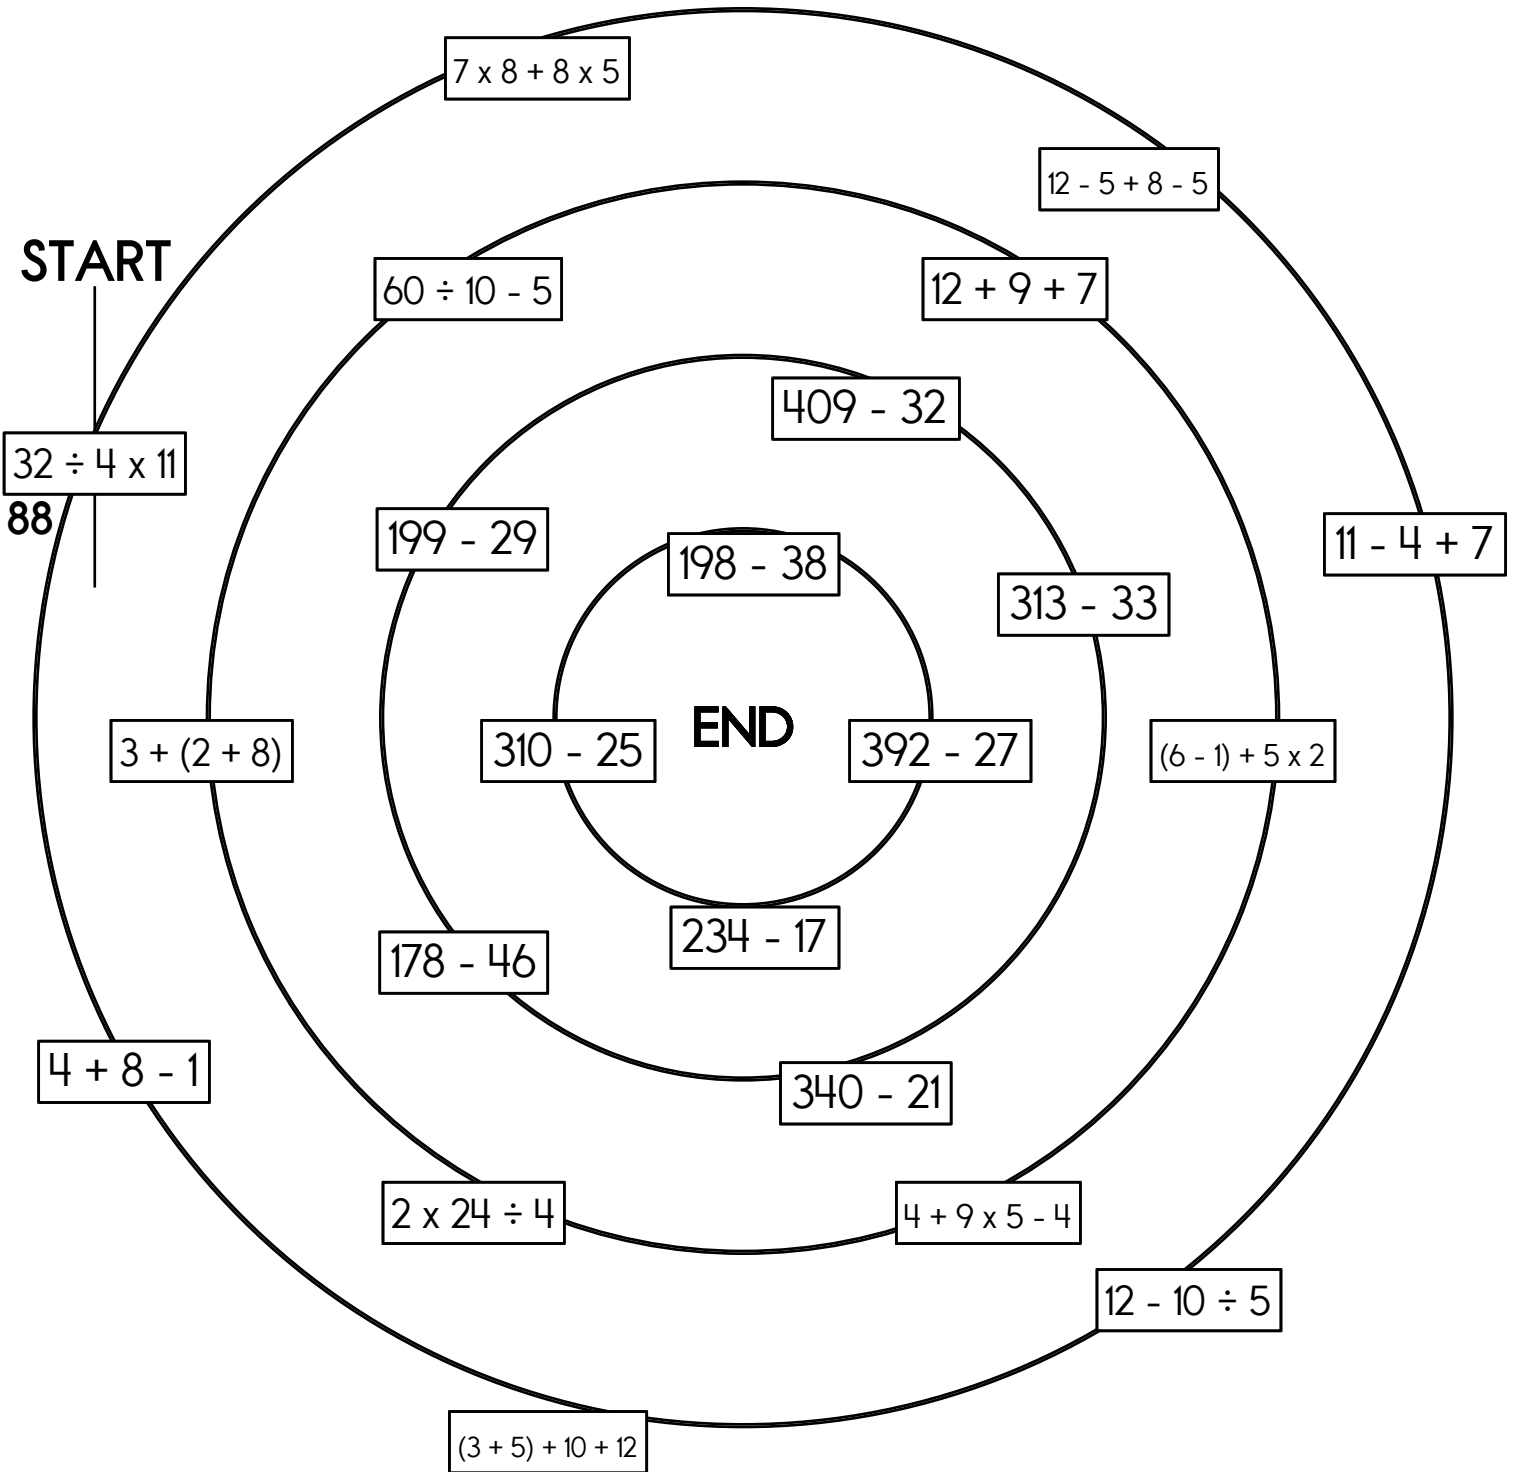 7 x 8 + 8 x 5
12 - 5 + 8 - 5
START
60 ÷ 10 - 5
12 + 9 + 7
409 - 32
32 ÷ 4 x 11
88
199 - 29
11 - 4 + 7
198 - 38
313 - 33
3 + (2 + 8)
310 - 25
END
392 - 27
(6 - 1) + 5 x 2
234 - 17
178 - 46
4 + 8 - 1
340 - 21
2 x 24 ÷ 4
4 + 9 x 5 - 4
12 - 10 ÷ 5
(3 + 5) + 10 + 12